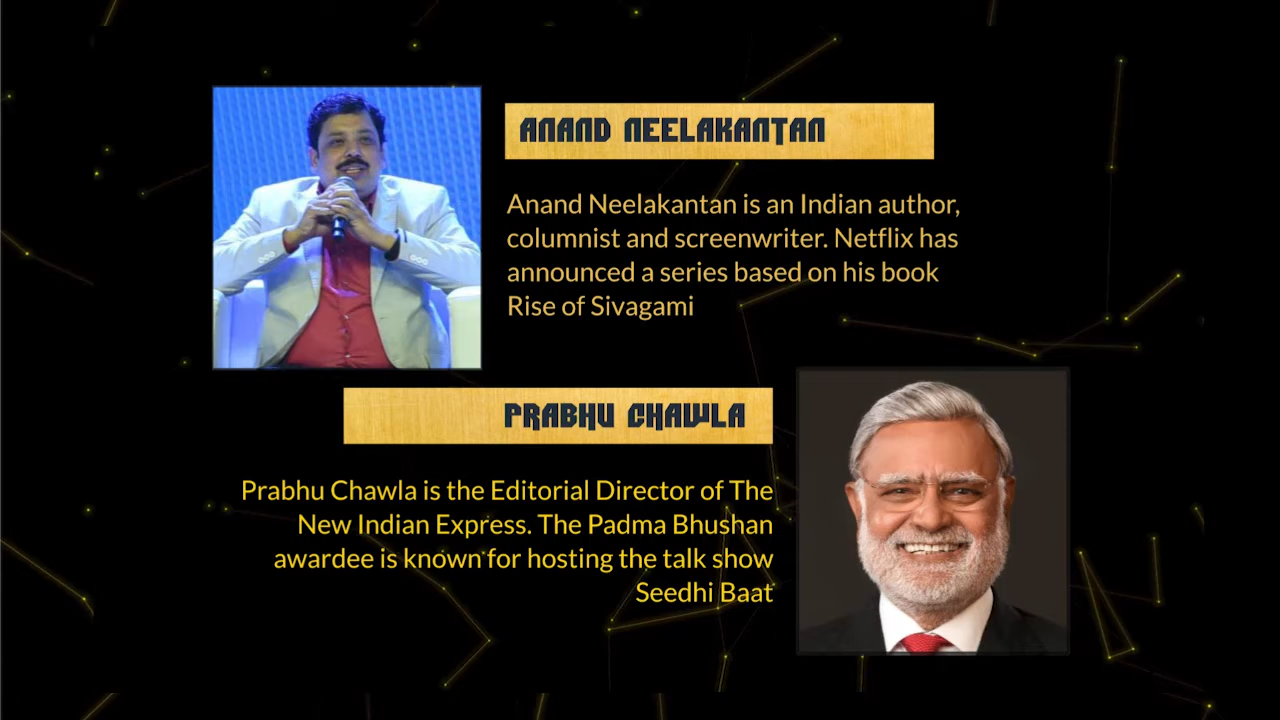 ANAND NEELAKANTAN
Anand Neelakantan is an Indian author,
columnist and screenwriter. Netflix has
announced a series based on his book
Rise of Sivagami
PRABHU CHAWLA
Prabhu Chawla is the Editorial Director of The
New Indian Express. The Padma Bhushan
awardee is known for hosting the talk show
Seedhi Baat